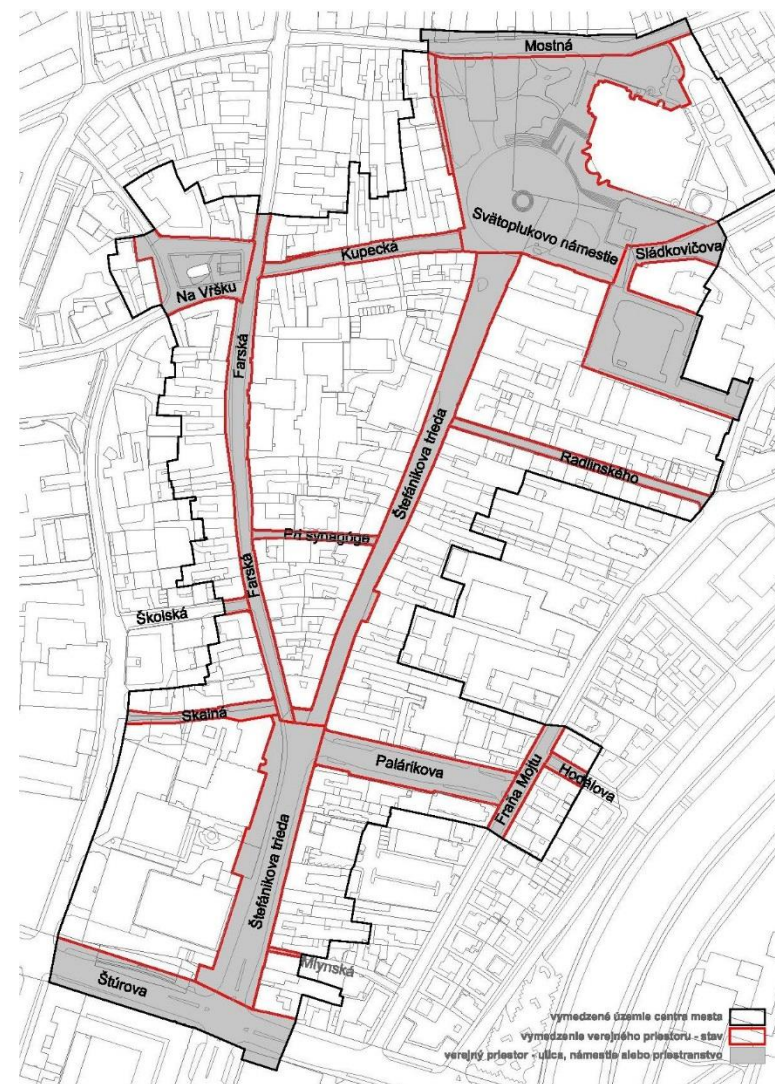 Mostná
Svätoplukovo námestie
Sládkovičova
Kupecká
Na Vŕšku
Farská
Štefánikova trieda
Radlinského
Pri synagóge
Farská
Školská
Skalná
Palárikova
Fraňa Mojtu
Hodálova
Štefánikova trieda
Mlynská
Štúrova
vymedzené územie centra mesta
vymedzenie verejného priestoru - stav
verejný priestor - ulica, námestie alebo priestranstvo